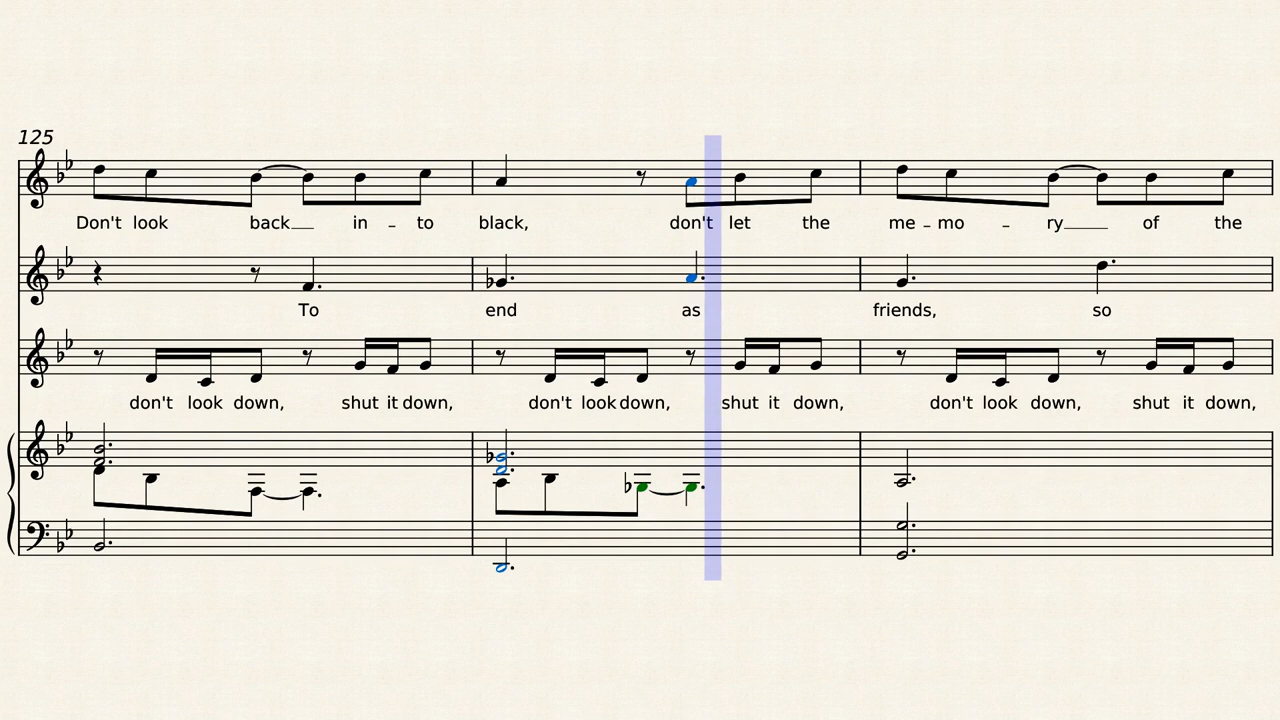 125
Don't look back in - to black, don't let the me - mo - ry of the
To end as friends, so
don't look down, shut it down, don't look down, shut it down, don't look down, shut it down,